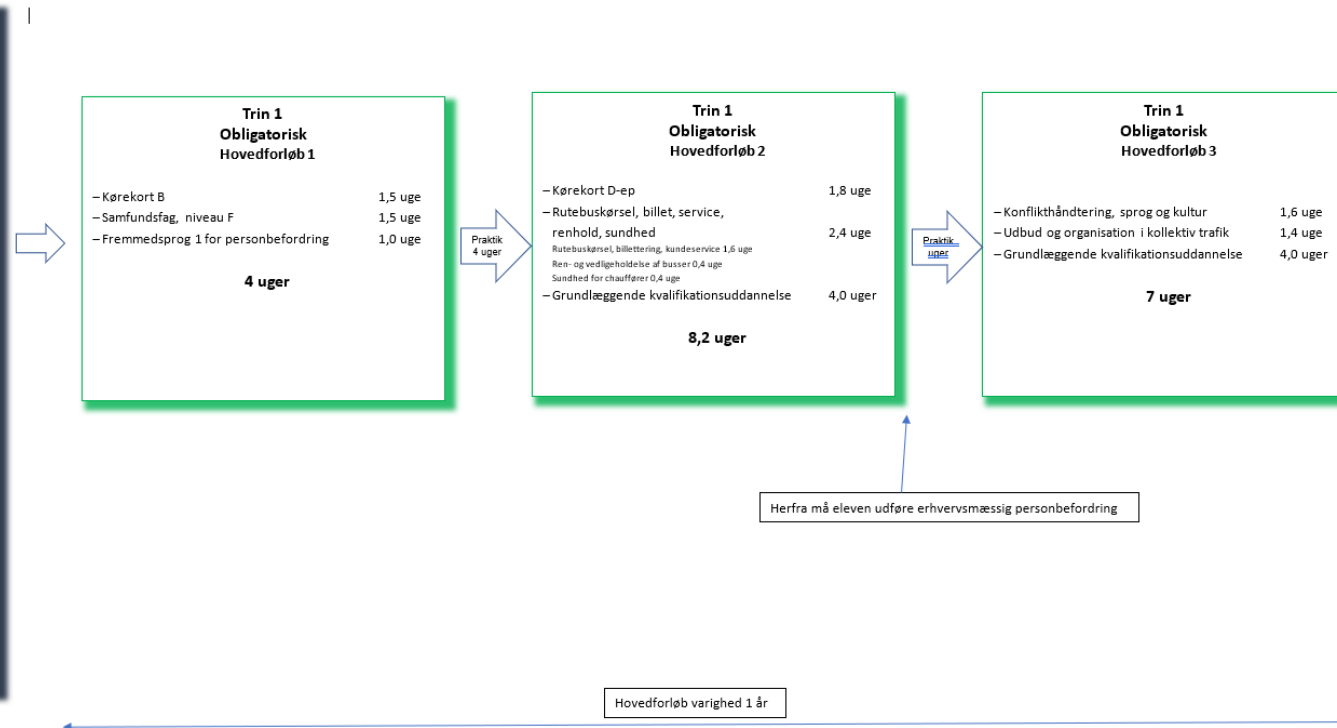 Trin 1
Obligatorisk
Hovedforløb 1
–Kørekort B 1,5 uge
–Samfundsfag, niveau F 1,5 uge
–Fremmedsprog 1 for personbefordring 1,0 uge
4 uger
Praktik
4 uger
Trin 1
Obligatorisk
Hovedforløb 2
–Kørekort D-ep 1,8 uge
–Rutebuskørsel, billet, service,
renhold, sundhed 2,4 uge
Rutebuskørsel, billettering, kundeservice 1,6 uge
Ren- og vedligeholdelse af busser 0,4 uge
Sundhed for chauffører 0,4 uge
–Grundlæggende kvalifikationsuddannelse 4,0 uger
8,2 uger
Praktik
uger
Trin 1
Obligatorisk
Hovedforløb 3
–Konflikthåndtering, sprog og kultur 1,6 uge
–Udbud og organisation i kollektiv trafik 1,4 uge
–Grundlæggende kvalifikationsuddannelse 4,0 uger
7 uger
Herfra må eleven udføre erhvervsmæssig personbefordring
Hovedforløb varighed 1 år